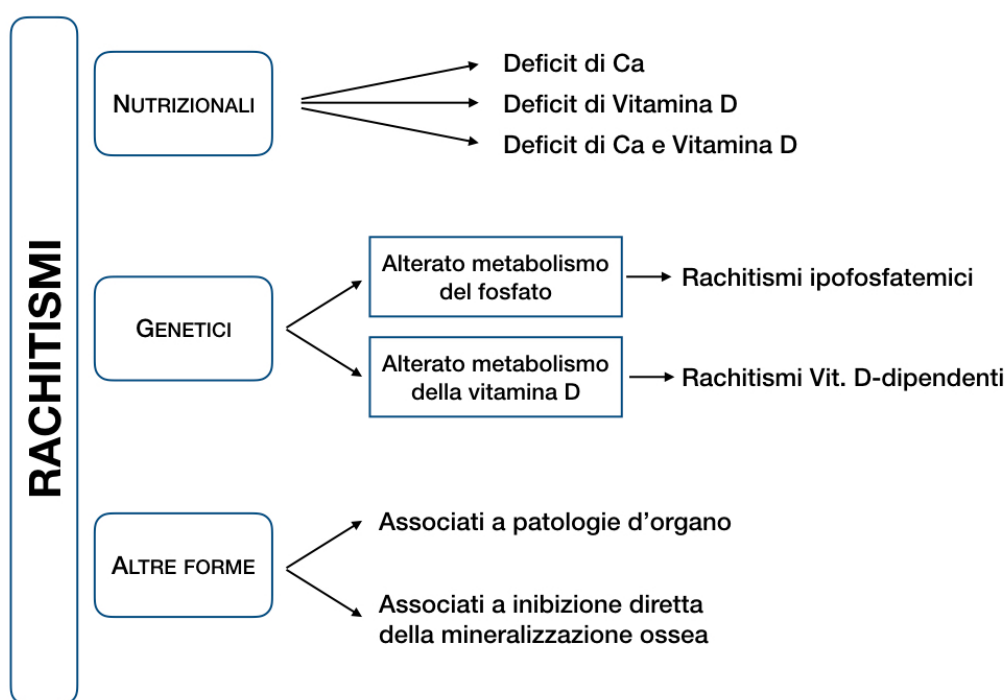 RACHITISMI
NUTRIZIONALI
Deficit di Ca
Deficit di Vitamina D
Deficit di Ca e Vitamina D
GENETICI
Alterato metabolismo
del fosfato
Rachitismi ipofosfatemici
Alterato metabolismo
della vitamina D
Rachitismi Vit. D-dipendenti
ALTRE FORME
Associati a patologie d’organo
Associati a inibizione diretta
della mineralizzazione ossea